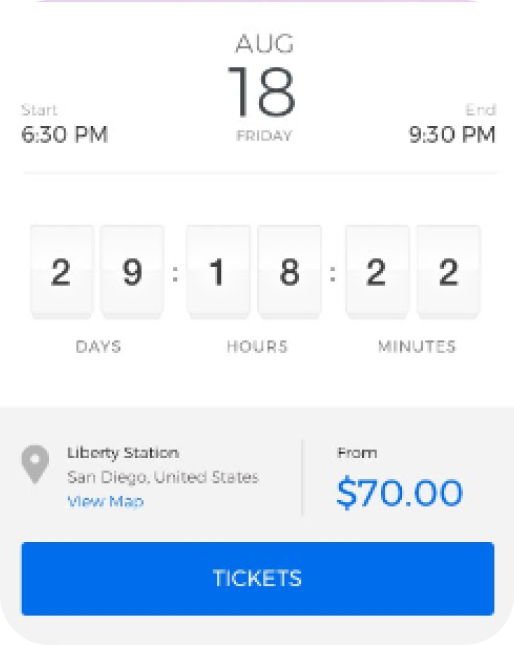 AUG
18
FRIDAY
Start
6:30 PM
End
9:30 PM
2 9 : 1 8 : 2 2
DAYS HOURS MINUTES
Liberty Station
San Diego, United States
View Map
From
$70.00
TICKETS